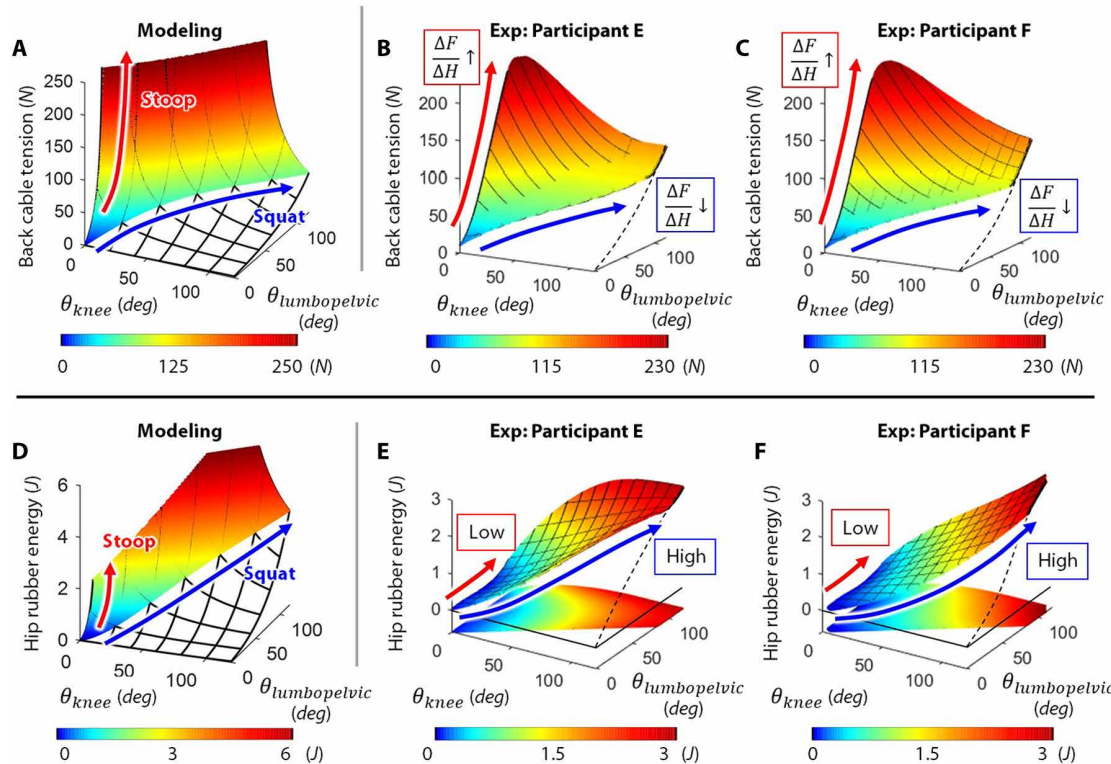 A
Modeling
Back cable tension (N)
250
200
150
100
50
0
Stoop
Squat
0
50
100
0
50
100
θknee (deg)
θlumbopelvic
(deg)
0
125
250 (N)
B
Exp: Participant E
ΔF
ΔH ↑
Back cable tension (N)
200
150
100
50
0
ΔF
ΔH ↓
0
50
100
0
50
100
θknee (deg)
θlumbopelvic
(deg)
0
115
230 (N)
C
Exp: Participant F
ΔF
ΔH ↑
Back cable tension (N)
200
150
100
50
0
ΔF
ΔH ↓
0
50
100
0
50
100
θknee (deg)
θlumbopelvic
(deg)
0
115
230 (N)
D
Modeling
Hip rubber energy (J)
6
4
2
0
Stoop
Squat
0
50
100
0
50
100
θknee (deg)
θlumbopelvic
(deg)
0
3
6 (J)
E
Exp: Participant E
Hip rubber energy (J)
3
2
1
0
Low
High
0
50
100
0
50
100
θknee (deg)
θlumbopelvic
(deg)
0
1.5
3 (J)
F
Exp: Participant F
Hip rubber energy (J)
3
2
1
0
Low
High
0
50
100
0
50
100
θknee (deg)
θlumbopelvic
(deg)
0
1.5
3 (J)